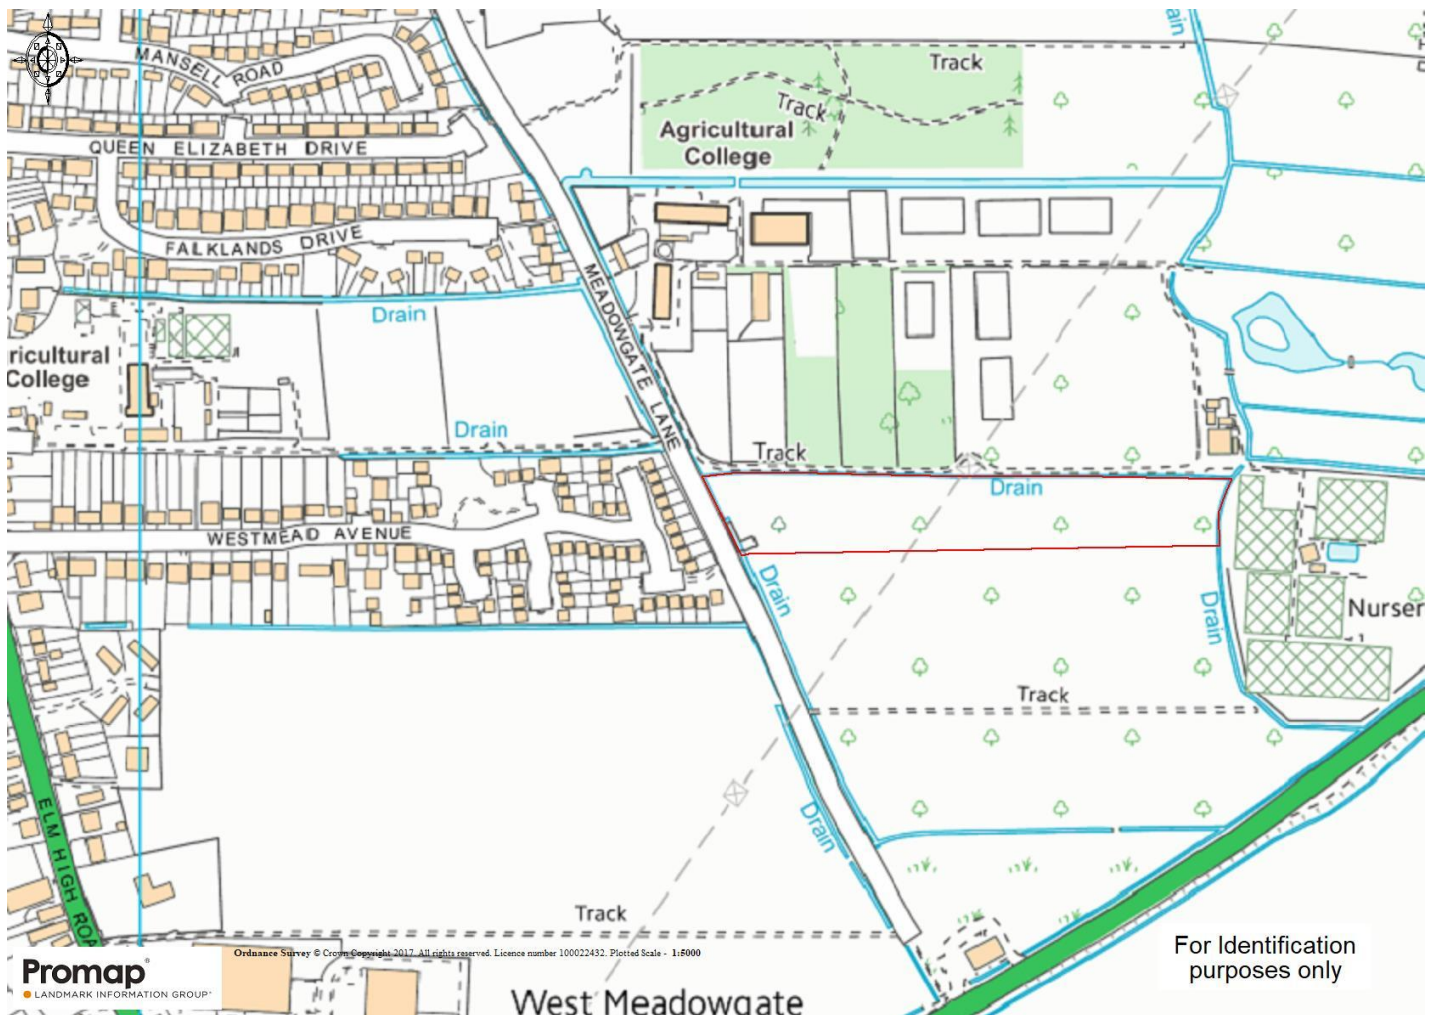 ain
MANSELL ROAD
Track
Track
Agricultural
College
QUEEN ELIZABETH DRIVE
FALKLANDS DRIVE
MEADOWGATE LANE
Drain
ricultural
College
Drain
Track
Drain
WESTMEAD AVENUE
Drain
Drain
Nurser
Track
ELM HIGH ROA
Drain
Track
For Identification
purposes only
Ordnance Survey © Crown Copyright 2017. All rights reserved. Licence number 100022432. Plotted Scale - 1:5000
Promap
LANDMARK INFORMATION GROUP
West Meadowgate